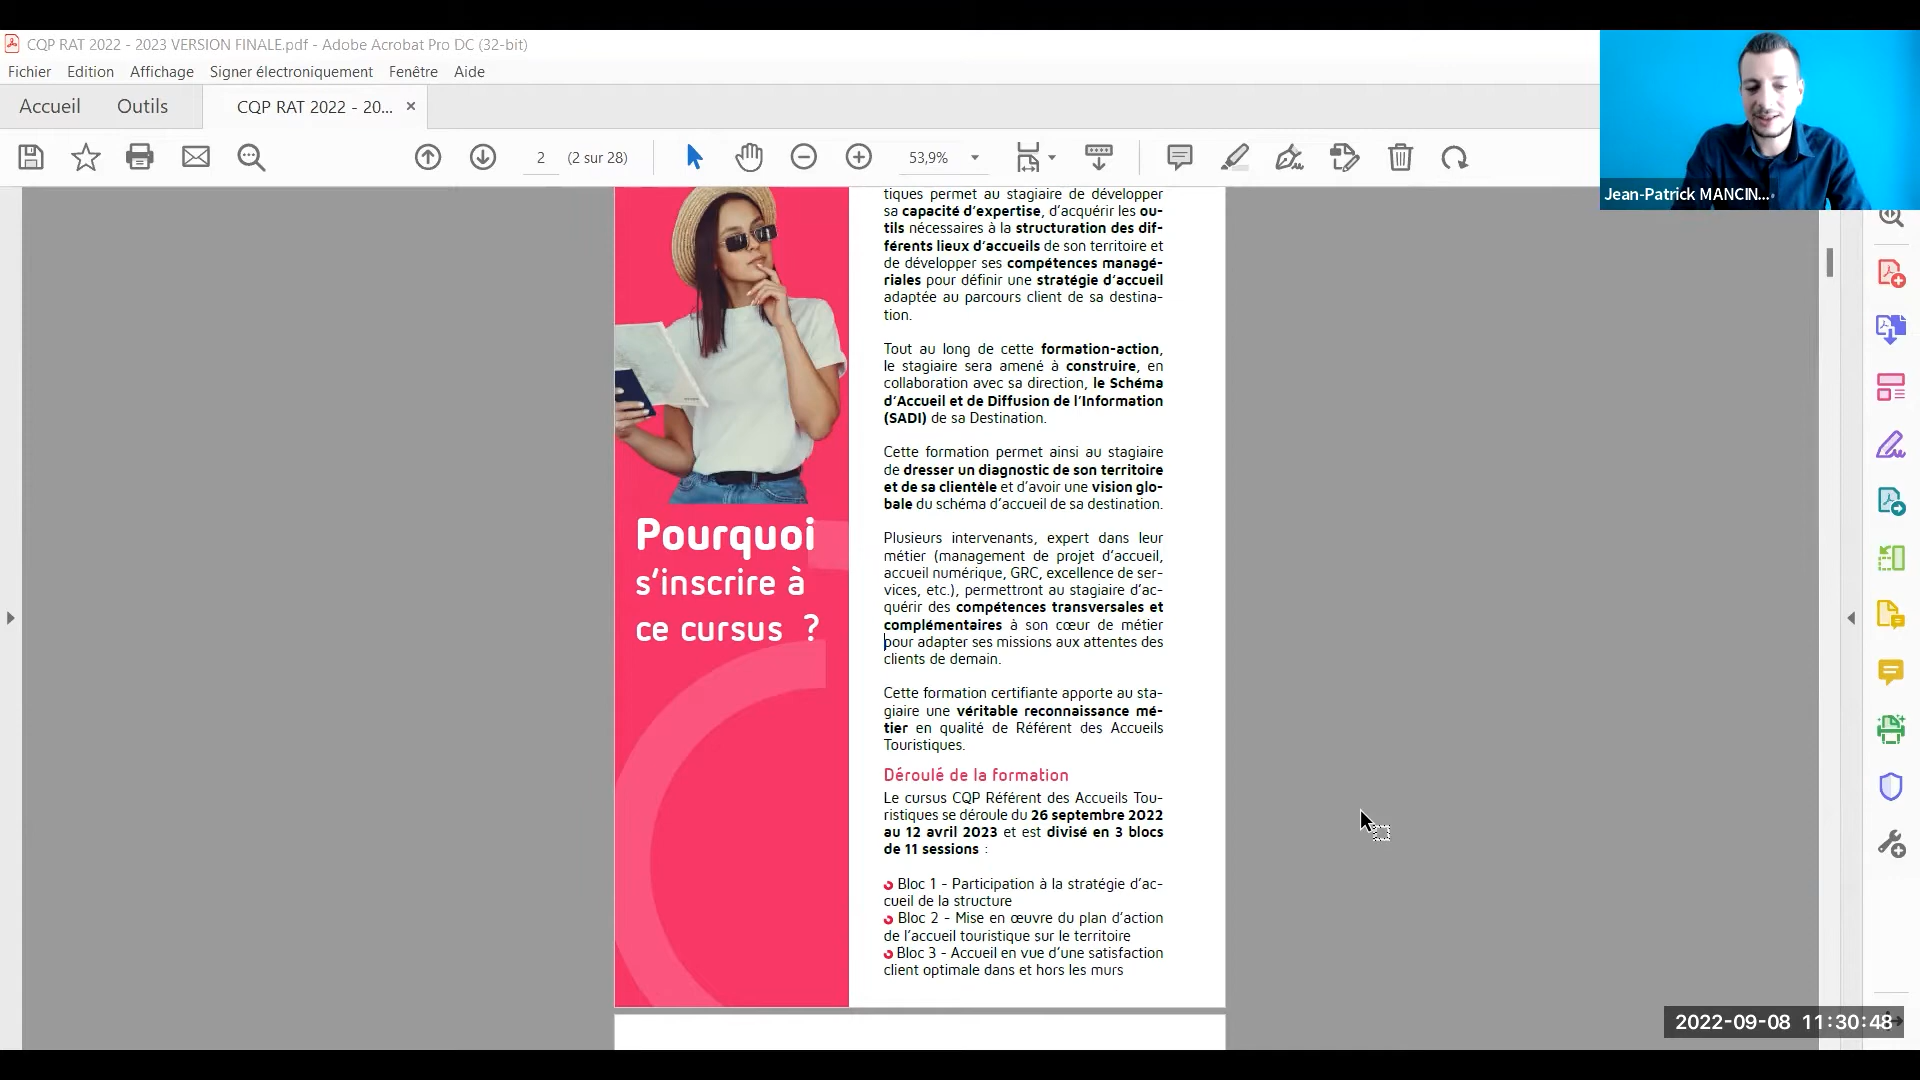 CQP RAT 2022 - 2023 VERSION FINALE.pdf - Adobe Acrobat Pro DC (32-bit)
Fichier Edition Affichage Signer électroniquement Fenêtre Aide
Accueil Outils CQP RAT 2022 - 20... ×
2 (2 sur 28) 53,9%
Jean-Patrick MANCIN...
tiques permet au stagiaire de développer
sa capacité d'expertise, d'acquérir les ou-
tils nécessaires à la structuration des dif-
férents lieux d'accueils de son territoire et
de développer ses compétences managé-
riales pour définir une stratégie d'accueil
adaptée au parcours client de sa destina-
tion.
Tout au long de cette formation-action,
le stagiaire sera amené à construire, en
collaboration avec sa direction, le Schéma
d'Accueil et de Diffusion de l'Information
(SADI) de sa Destination.
Cette formation permet ainsi au stagiaire
de dresser un diagnostic de son territoire
et de sa clientèle et d'avoir une vision glo-
bale du schéma d'accueil de sa destination.
Plusieurs intervenants, expert dans leur
métier (management de projet d'accueil,
accueil numérique, GRC, excellence de ser-
vices, etc.), permettront au stagiaire d'ac-
quérir des compétences transversales et
complémentaires à son cœur de métier
pour adapter ses missions aux attentes des
clients de demain.
Cette formation certifiante apporte au sta-
giaire une véritable reconnaissance mé-
tier en qualité de Référent des Accueils
Touristiques.
Pourquoi
s'inscrire à
ce cursus ?
Déroulé de la formation
Le cursus CQP Référent des Accueils Tou-
ristiques se déroule du 26 septembre 2022
au 12 avril 2023 et est divisé en 3 blocs
de 11 sessions :
Bloc 1 - Participation à la stratégie d'ac-
cueil de la structure
Bloc 2 - Mise en œuvre du plan d'action
de l'accueil touristique sur le territoire
Bloc 3 - Accueil en vue d'une satisfaction
client optimale dans et hors les murs
2022-09-08 11:30:48